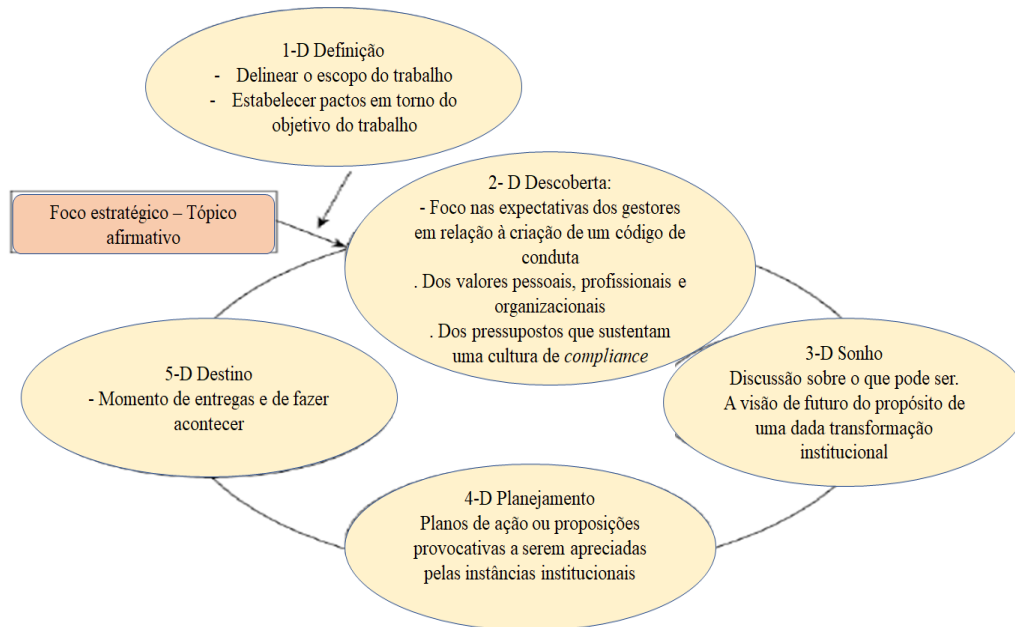 1-D Definição
- Delinear o escopo do trabalho
- Estabelecer pactos em torno do
objetivo do trabalho
Foco estratégico – Tópico
afirmativo
2- D Descoberta:
- Foco nas expectativas dos gestores
em relação à criação de um código de
conduta
. Dos valores pessoais, profissionais e
organizacionais
. Dos pressupostos que sustentam
uma cultura de compliance
3-D Sonho
Discussão sobre o que pode ser.
A visão de futuro do propósito de
uma dada transformação
institucional
4-D Planejamento
Planos de ação ou proposições
provocativas a serem apreciadas
pelas instâncias institucionais
5-D Destino
- Momento de entregas e de fazer
acontecer